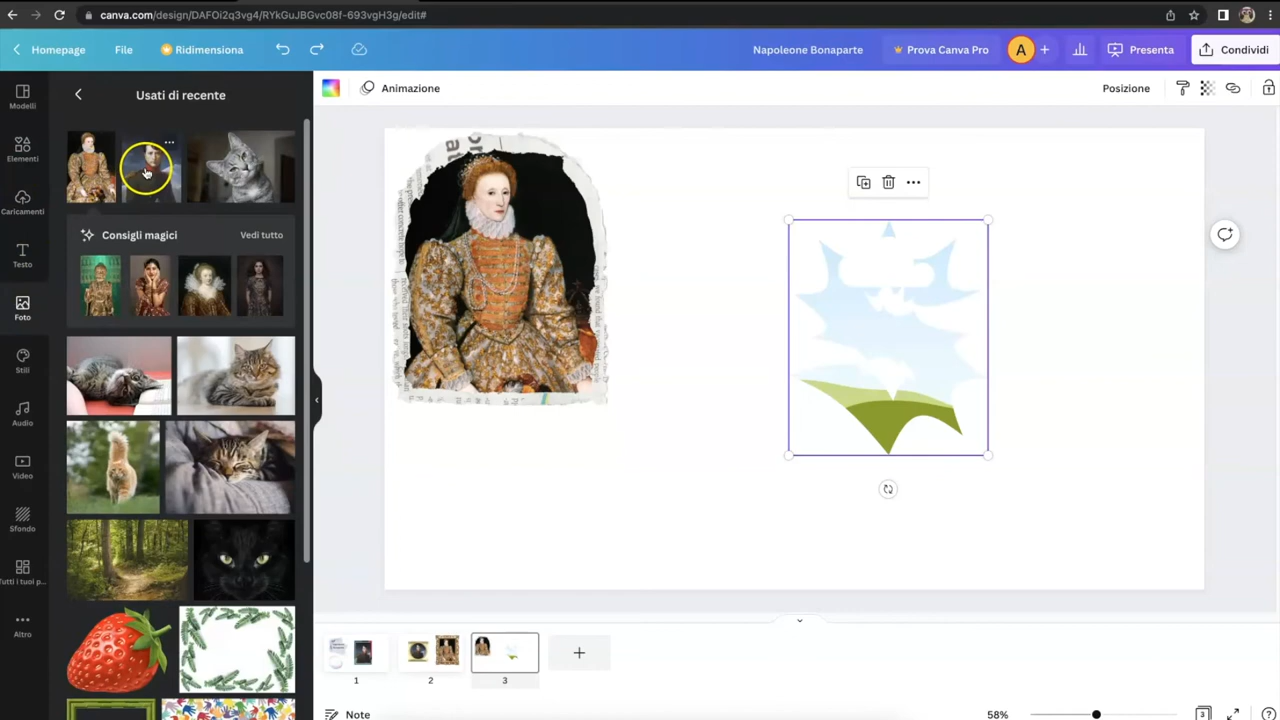 canva.com/design/DAFOi2q3vg4/RYkGuJBGvc08f-693vgH3g/edit#
Homepage
File
Ridimensiona
Napoleone Bonaparte
Prova Canva Pro
A
+
Presenta
Condividi
Modelli
Elementi
Caricamenti
Testo
Foto
Stili
Audio
Video
Sfondo
Tutti i tuoi p...
Altro
Usati di recente
Consigli magici
Vedi tutto
Animazione
Posizione
1
2
3
Note
58%
3